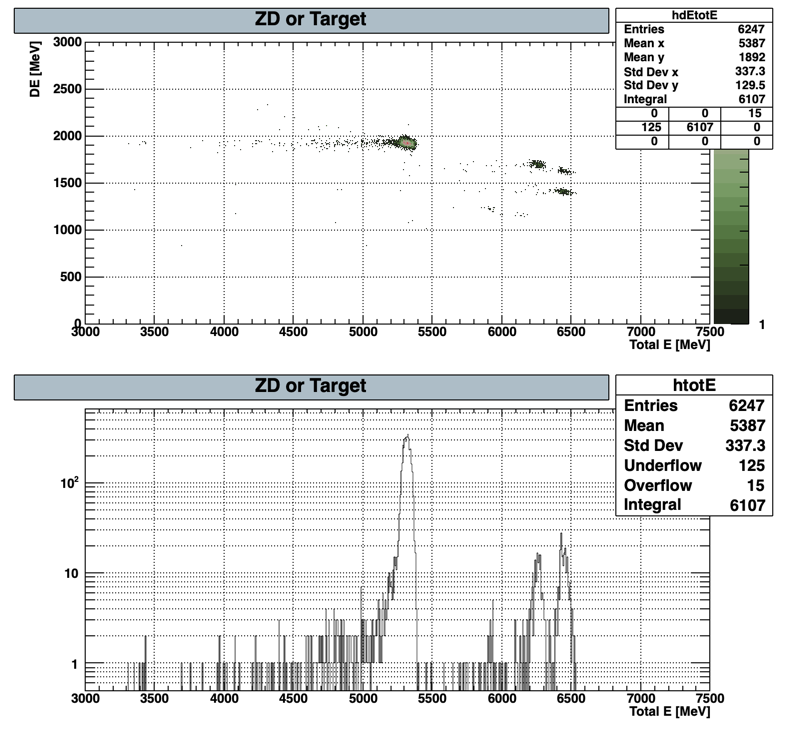 ZD or Target
hdEtotE
Entries 6247
Mean x 5387
Mean y 1892
Std Dev x 337.3
Std Dev y 129.5
Integral 6107
0 0 15
125 6107 0
0 0 0
DE [MeV]
3000
2500
2000
1500
1000
500
0
3000 3500 4000 4500 5000 5500 6000 6500 7000 7500
Total E [MeV]
1
ZD or Target
htotE
Entries 6247
Mean 5387
Std Dev 337.3
Underflow 125
Overflow 15
Integral 6107
10²
10
1
3000 3500 4000 4500 5000 5500 6000 6500 7000 7500
Total E [MeV]